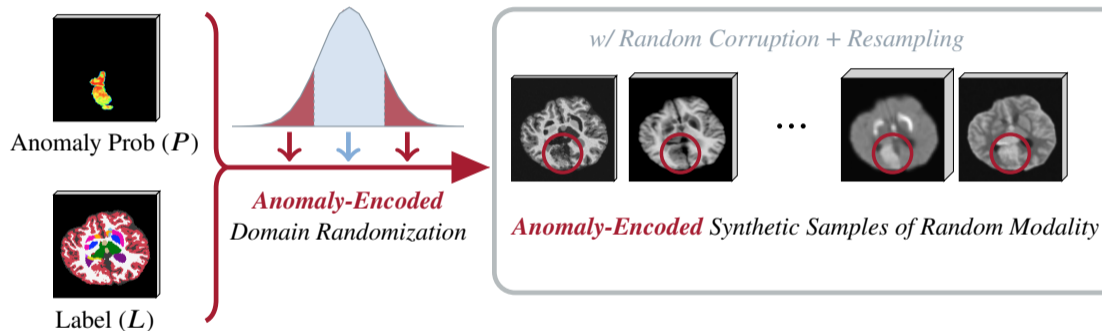 Anomaly Prob (P)
Label (L)
Anomaly-Encoded
Domain Randomization
w/ Random Corruption + Resampling
...
Anomaly-Encoded Synthetic Samples of Random Modality